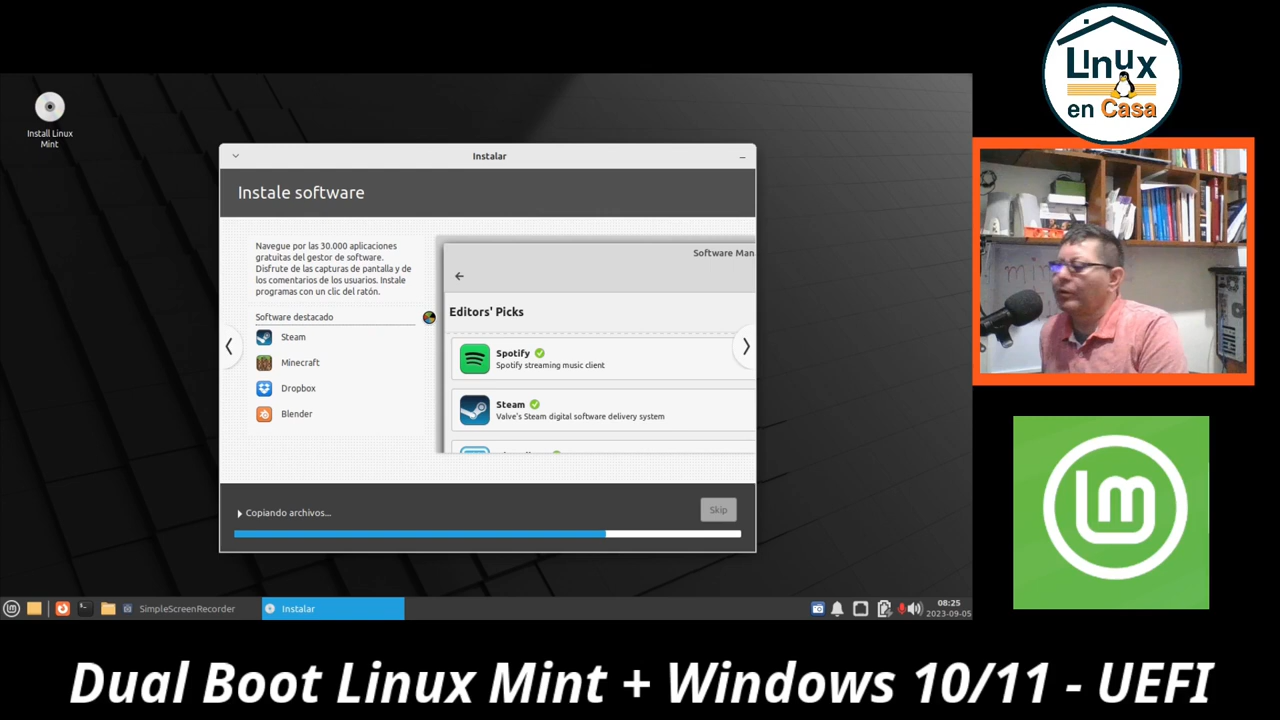 Linux
en Casa
Install Linux
Mint
Instalar
Instale software
Navegue por las 30.000 aplicaciones
gratuitas del gestor de software.
Disfrute de las capturas de pantalla y de
los comentarios de los usuarios. Instale
programas con un clic del ratón.
Software destacado
Steam
Minecraft
Dropbox
Blender
Software Man
Editors' Picks
Spotify
Spotify streaming music client
Steam
Valve's Steam digital software delivery system
Copiando archivos...
Skip
SimpleScreenRecorder
Instalar
08:25
2023-09-05
lm
Dual Boot Linux Mint + Windows 10/11 - UEFI